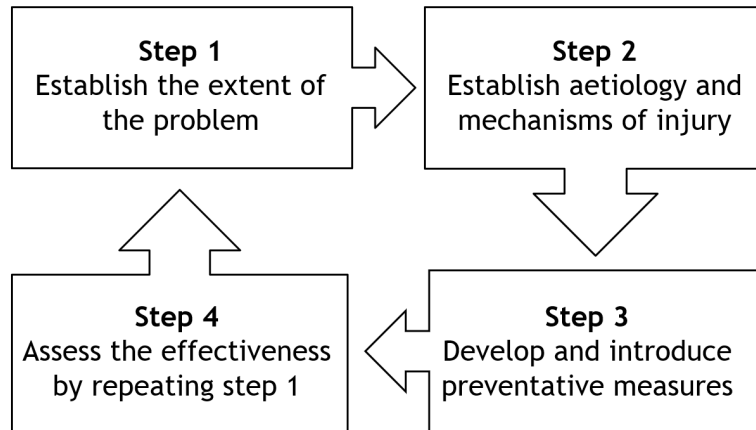 Step 1
Establish the extent of
the problem
Step 2
Establish aetiology and
mechanisms of injury
Step 3
Develop and introduce
preventative measures
Step 4
Assess the effectiveness
by repeating step 1